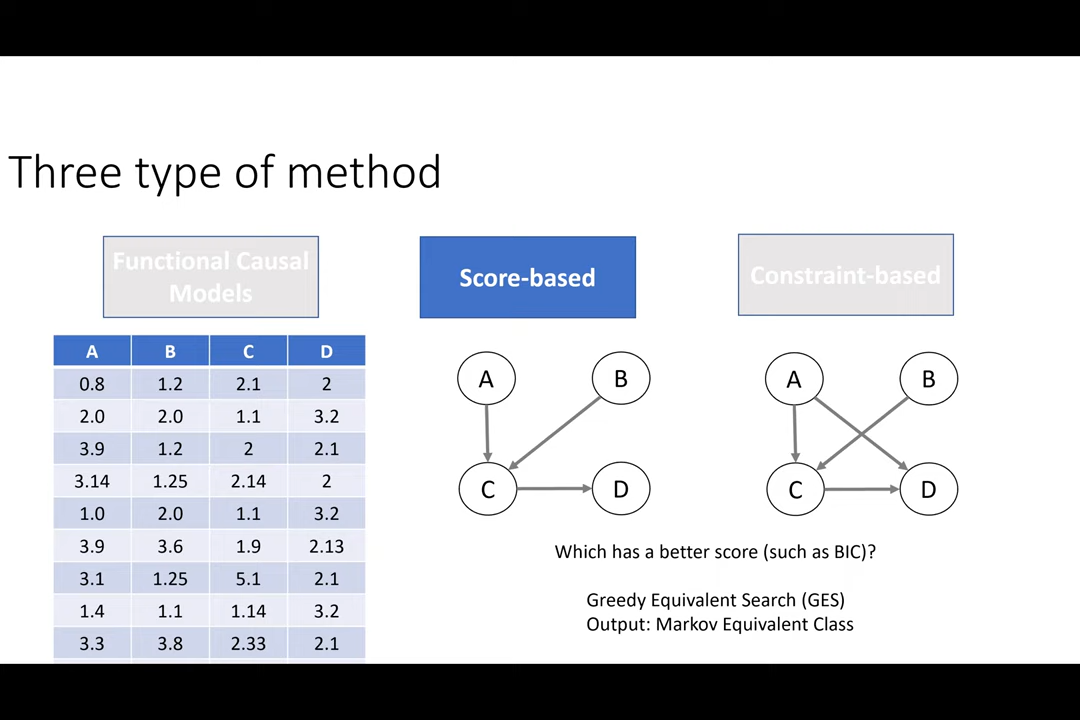 Three type of method
Functional Causal
Models
Score-based
Constraint-based
A B C D
0.8 1.2 2.1 2
2.0 2.0 1.1 3.2
3.9 1.2 2 2.1
3.14 1.25 2.14 2
1.0 2.0 1.1 3.2
3.9 3.6 1.9 2.13
3.1 1.25 5.1 2.1
1.4 1.1 1.14 3.2
3.3 3.8 2.33 2.1
A B
C D
A B
C D
Which has a better score (such as BIC)?
Greedy Equivalent Search (GES)
Output: Markov Equivalent Class